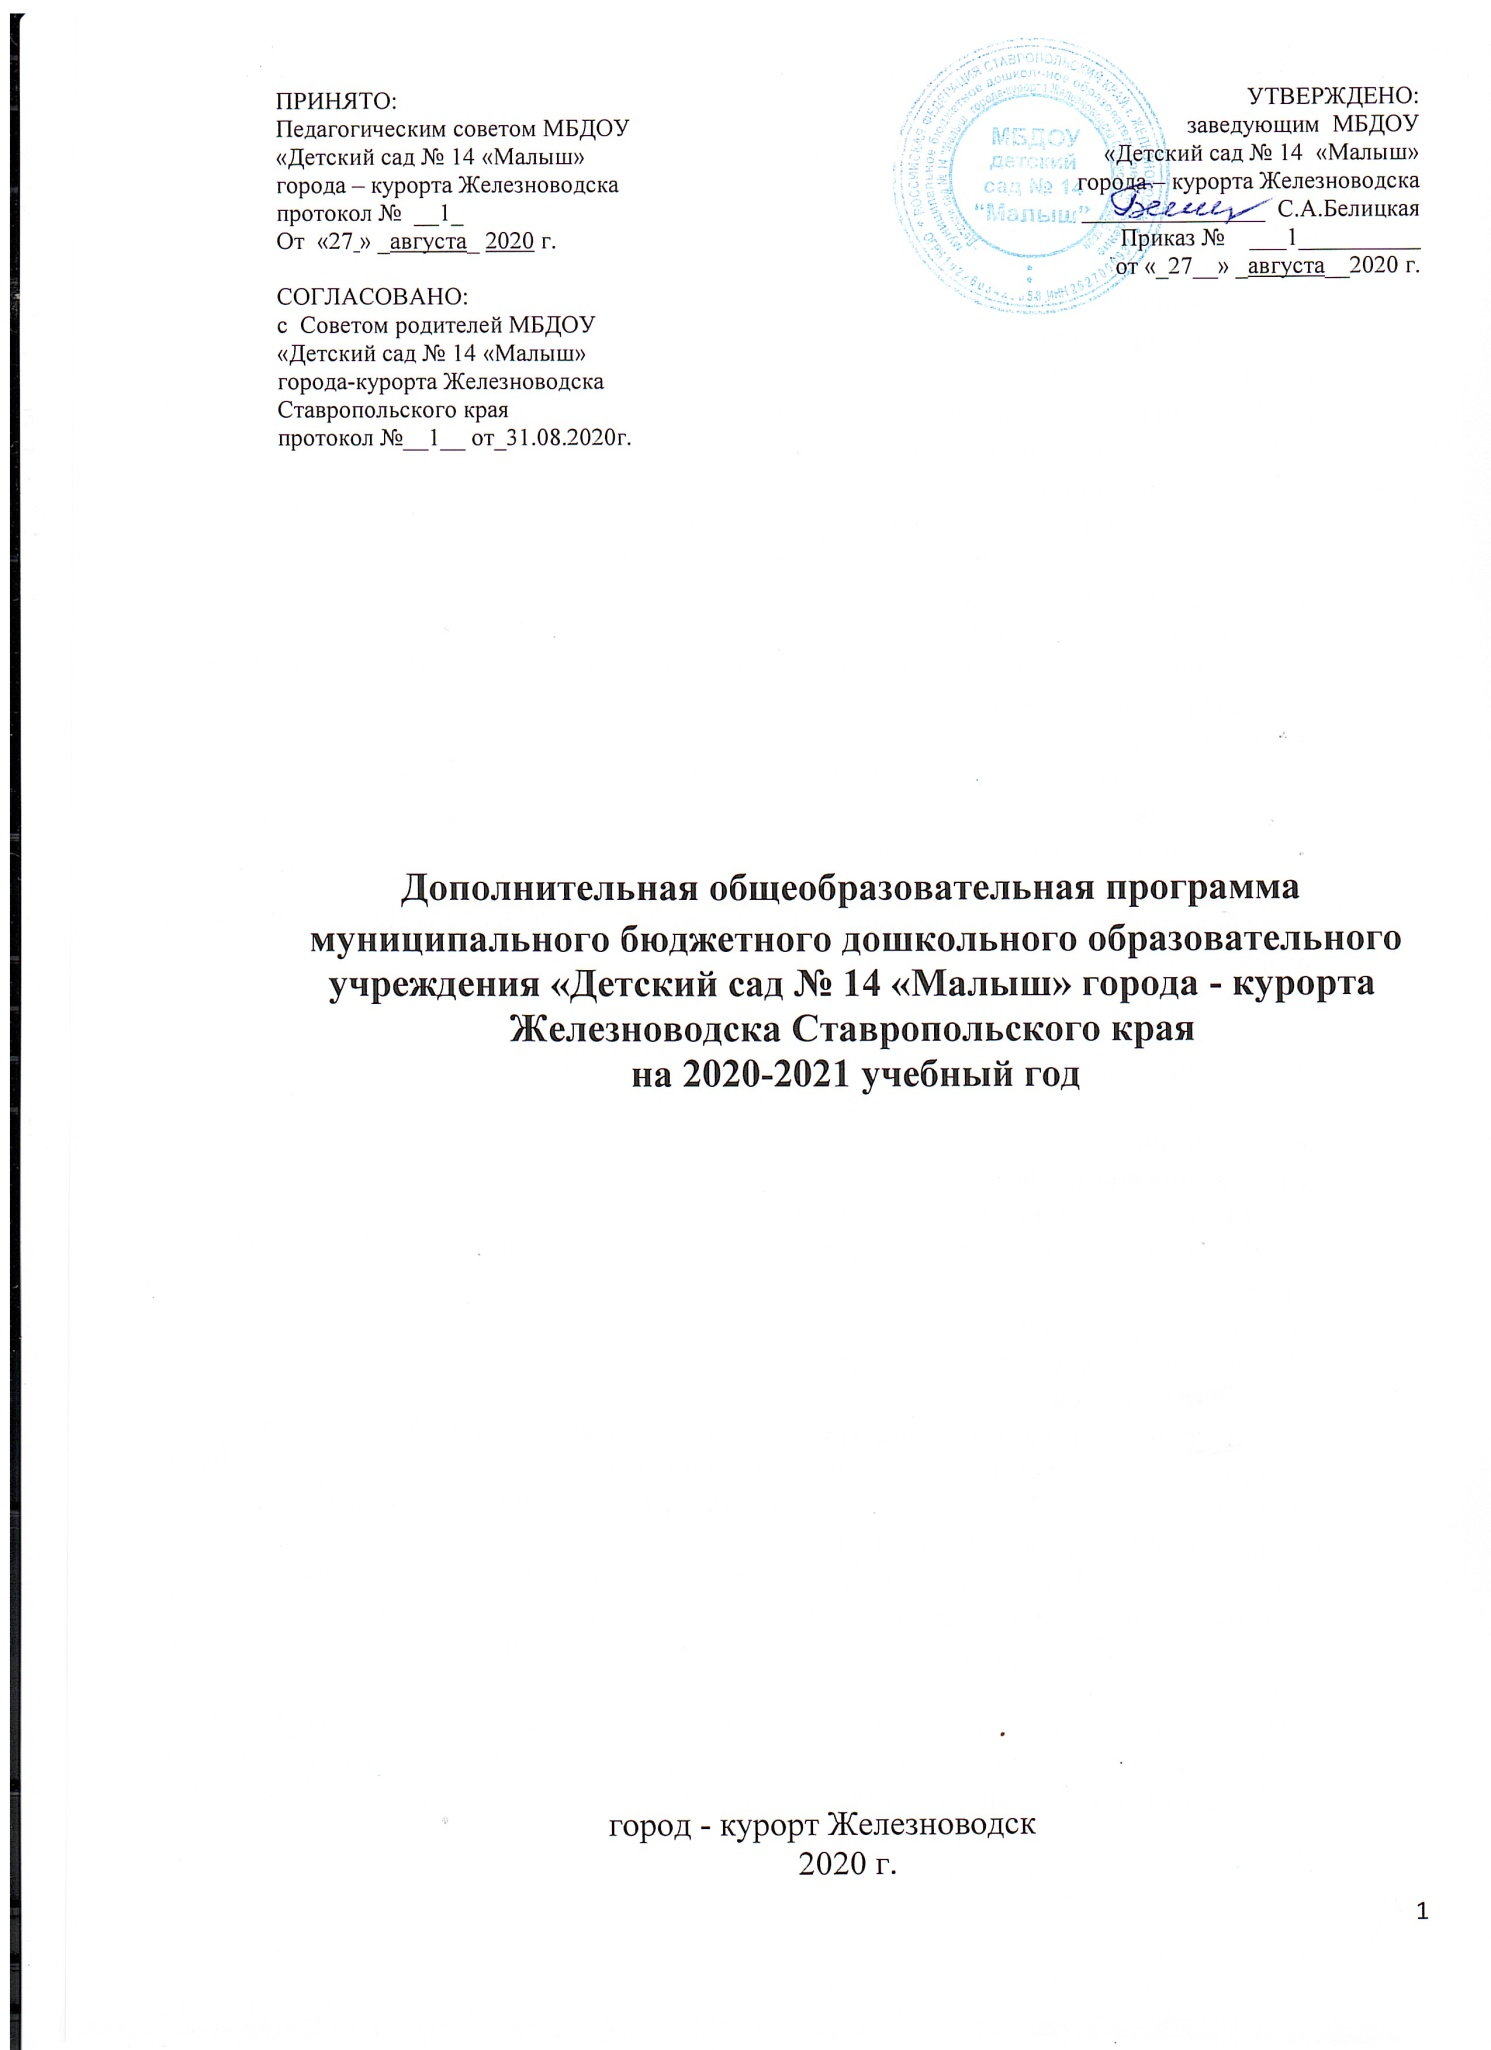 ПРИНЯТО:
Педагогическим советом МБДОУ
«Детский сад № 14 «Малыш»
города – курорта Железноводска
протокол № __1_
От «27_» _августа_ 2020 г.
СОГЛАСОВАНО:
с Советом родителей МБДОУ
«Детский сад № 14 «Малыш»
города-курорта Железноводска
Ставропольского края
протокол №__1__ от_31.08.2020г.
УТВЕРЖДЕНО:
заведующим МБДОУ
«Детский сад № 14 «Малыш»
города – курорта Железноводска
_______________ С.А.Белицкая
Приказ № ___1__________
от «_27__» _августа__2020 г.
МБДОУ
детский
сад № 14
“Малыш”
Дополнительная общеобразовательная программа
муниципального бюджетного дошкольного образовательного
учреждения «Детский сад № 14 «Малыш» города - курорта
Железноводска Ставропольского края
на 2020-2021 учебный год
город - курорт Железноводск
2020 г.
1